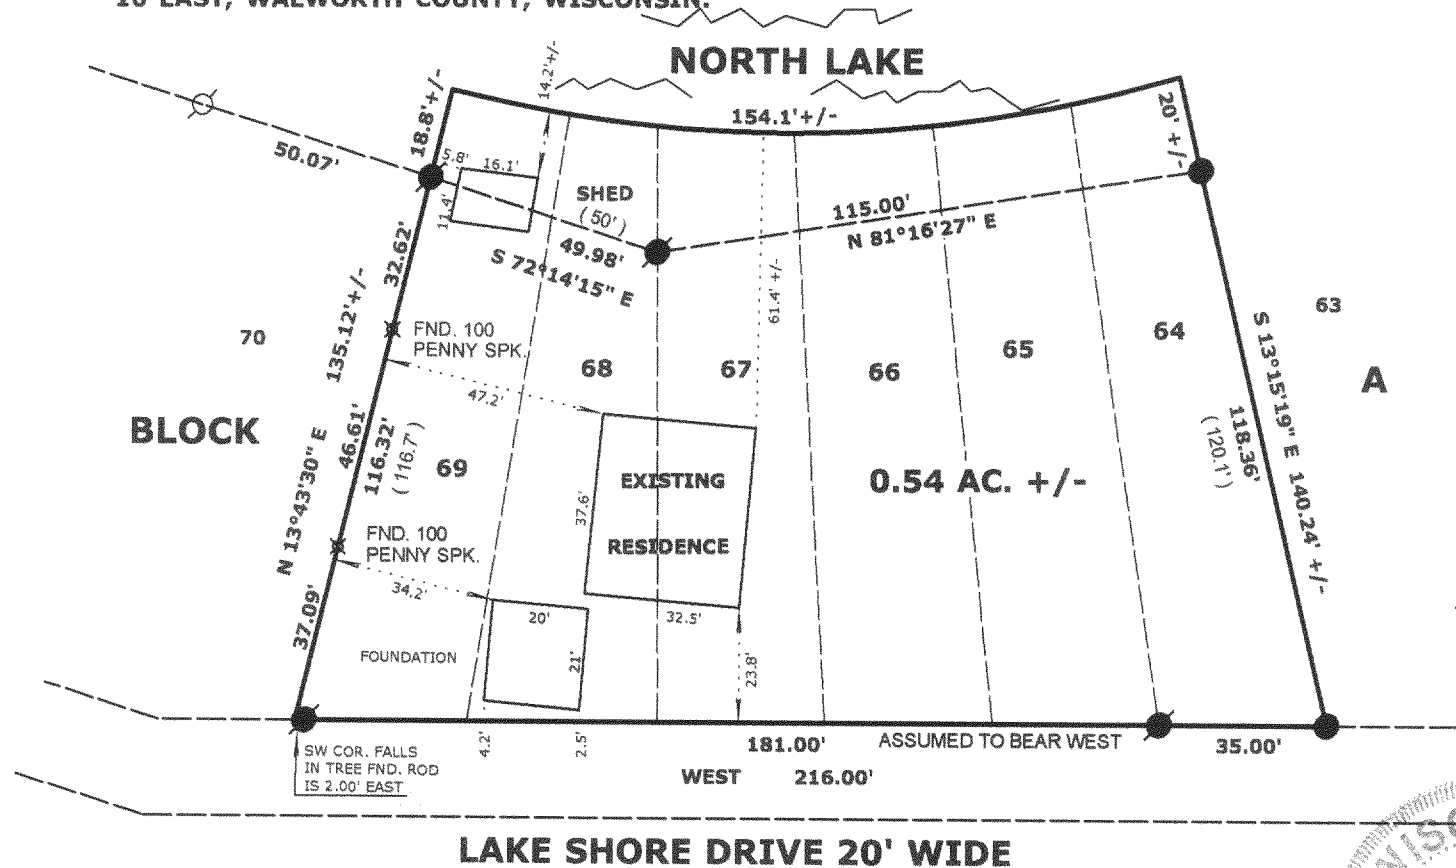 10 EAST, WALWORTH COUNTY, WISCONSIN.
NORTH LAKE
14.2'+/-
18.8'+/-
154.1'+/-
20' +/-
50.07'
5.8'
16.1'
11.4'
SHED
(50')
49.98'
S 72°14'15" E
115.00'
N 81°16'27" E
61.4' +/-
32.62'
135.12'+/-
FND. 100
PENNY SPK.
70
68
67
66
65
64
63
A
S 13°15'19" E 140.24' +/-
118.36'
(120.1')
47.2'
BLOCK
46.61'
116.32'
(116.7')
69
N 13°43'30" E
EXISTING
RESIDENCE
37.6'
32.5'
0.54 AC. +/-
FND. 100
PENNY SPK.
34.2'
37.09'
20'
21'
FOUNDATION
23.8'
4.2'
2.5'
SW COR. FALLS
IN TREE FND. ROD
IS 2.00' EAST
181.00'
ASSUMED TO BEAR WEST
35.00'
WEST 216.00'
LAKE SHORE DRIVE 20' WIDE
WISC